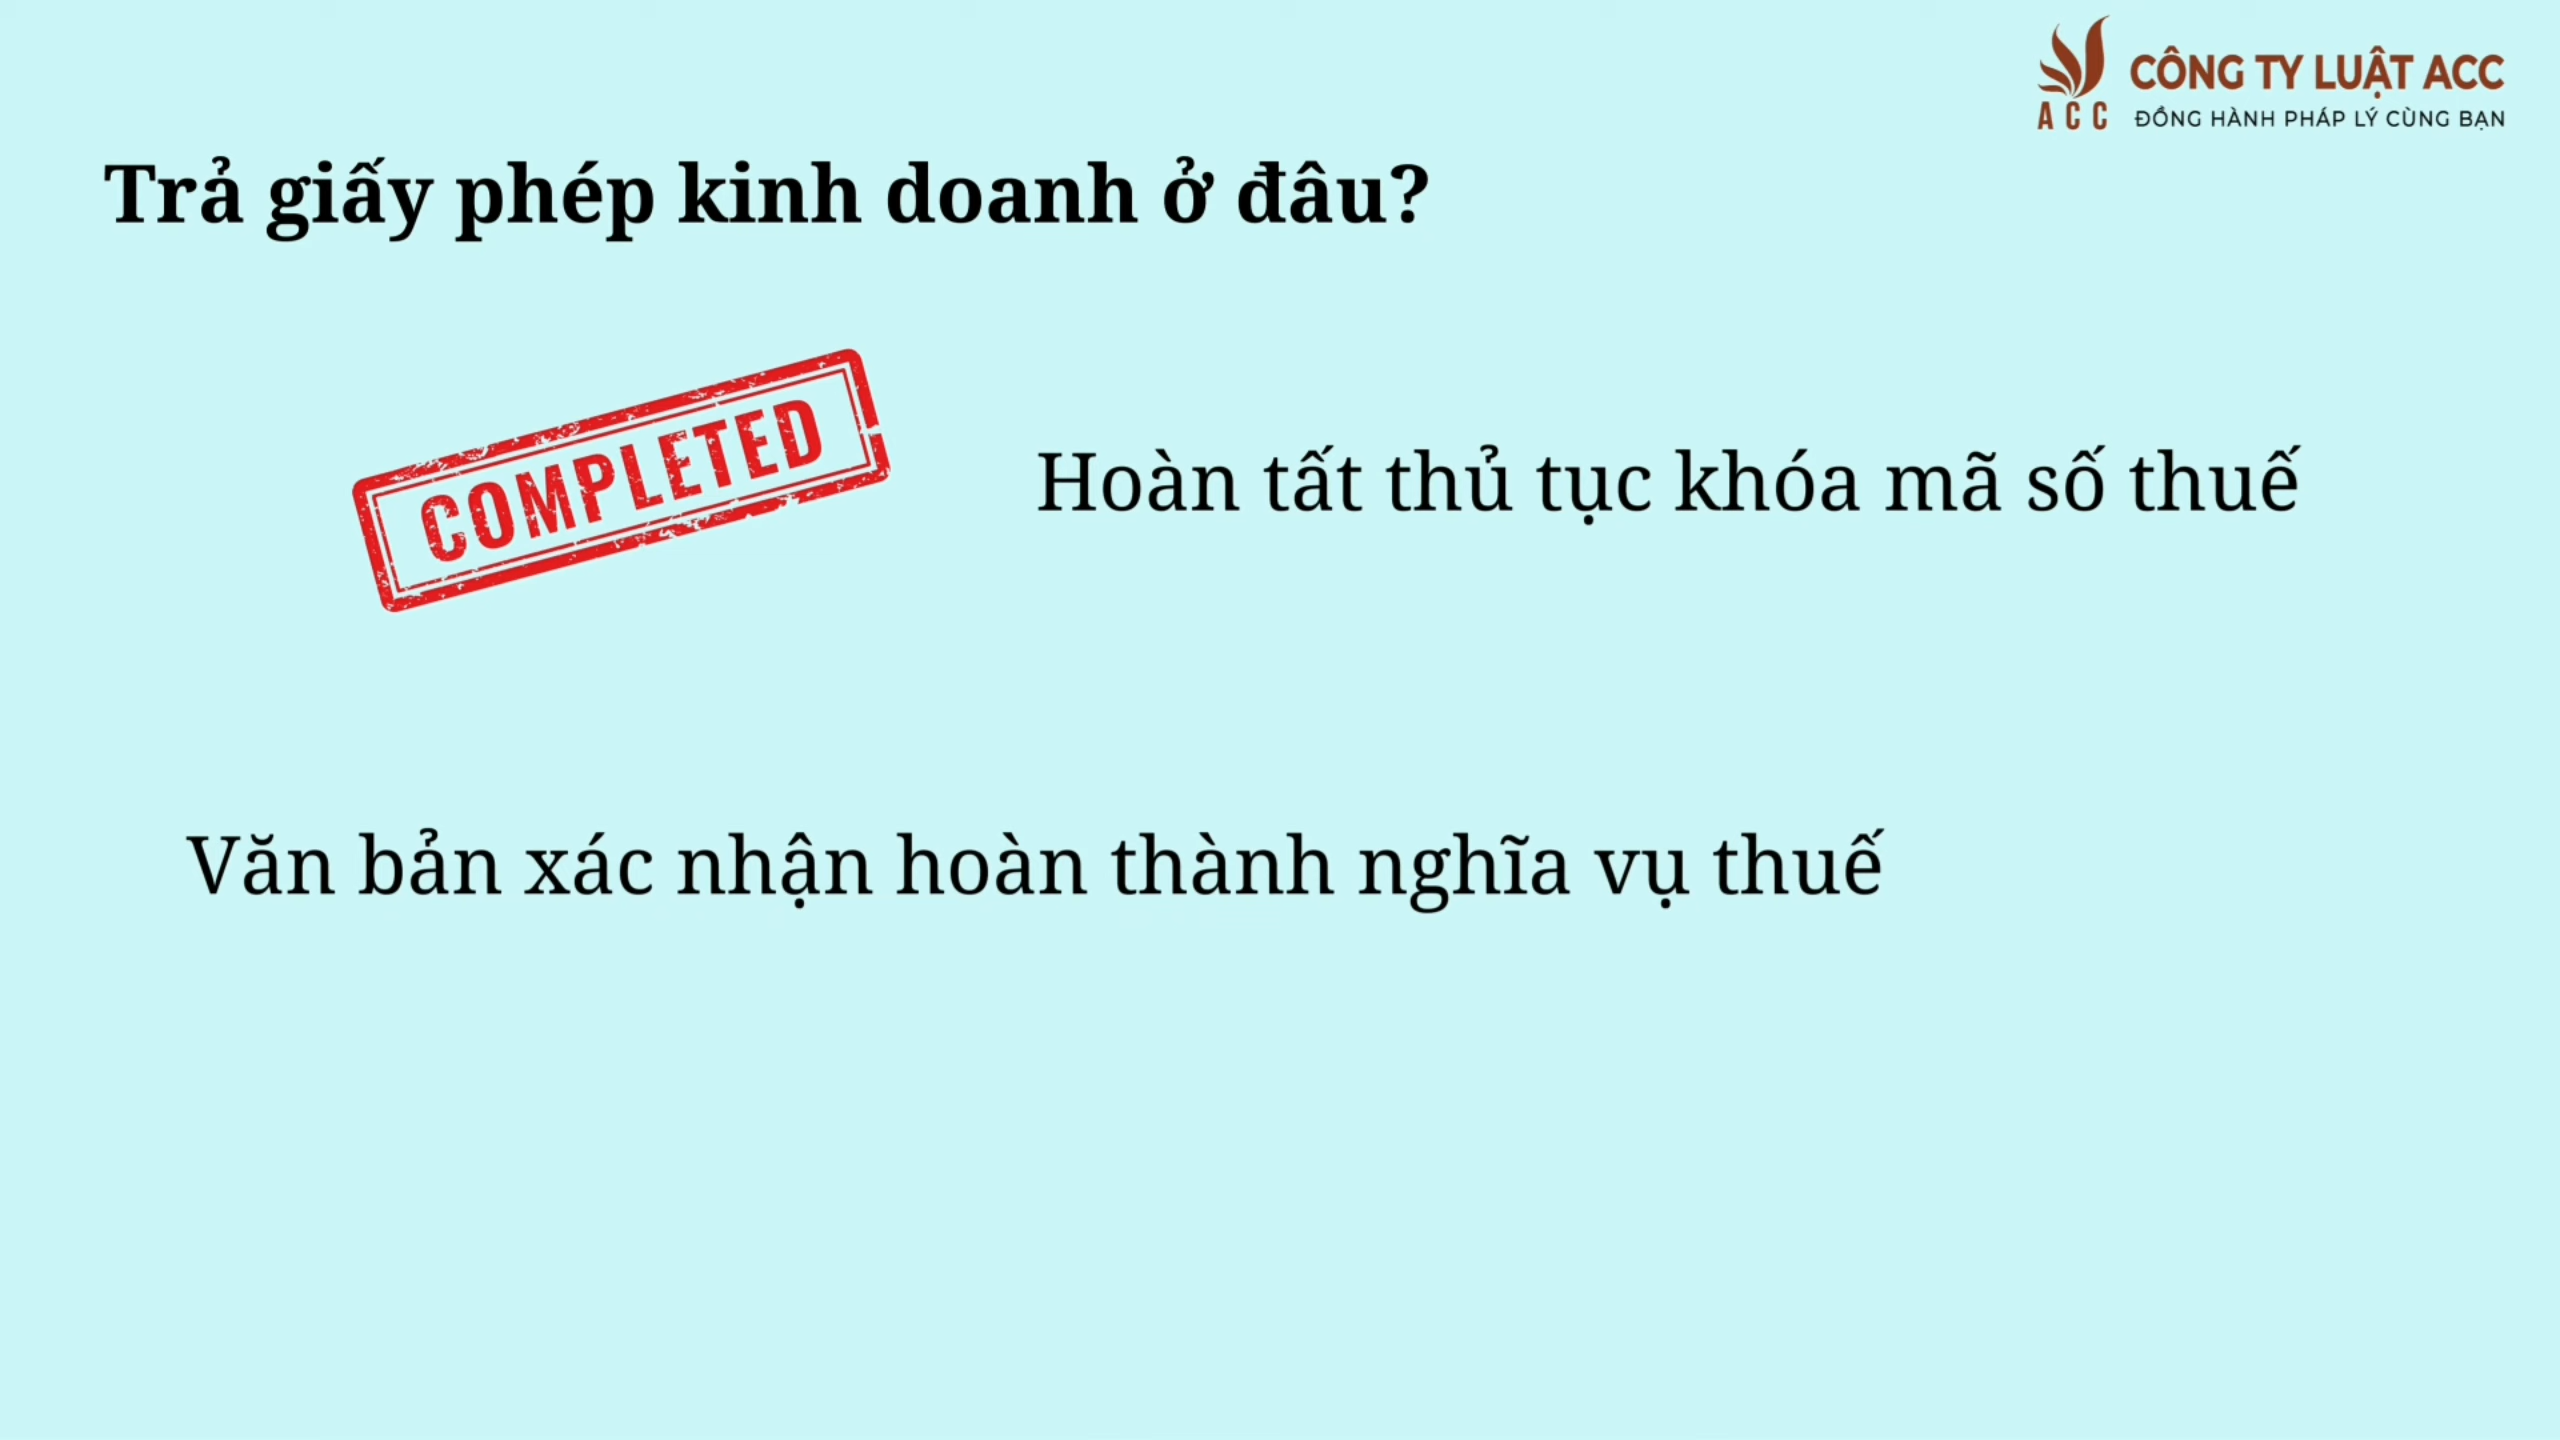 CÔNG TY LUẬT ACC
ACC
ĐỒNG HÀNH PHÁP LÝ CÙNG BẠN
Trả giấy phép kinh doanh ở đâu?
COMPLETED
Hoàn tất thủ tục khóa mã số thuế
Văn bản xác nhận hoàn thành nghĩa vụ thuế